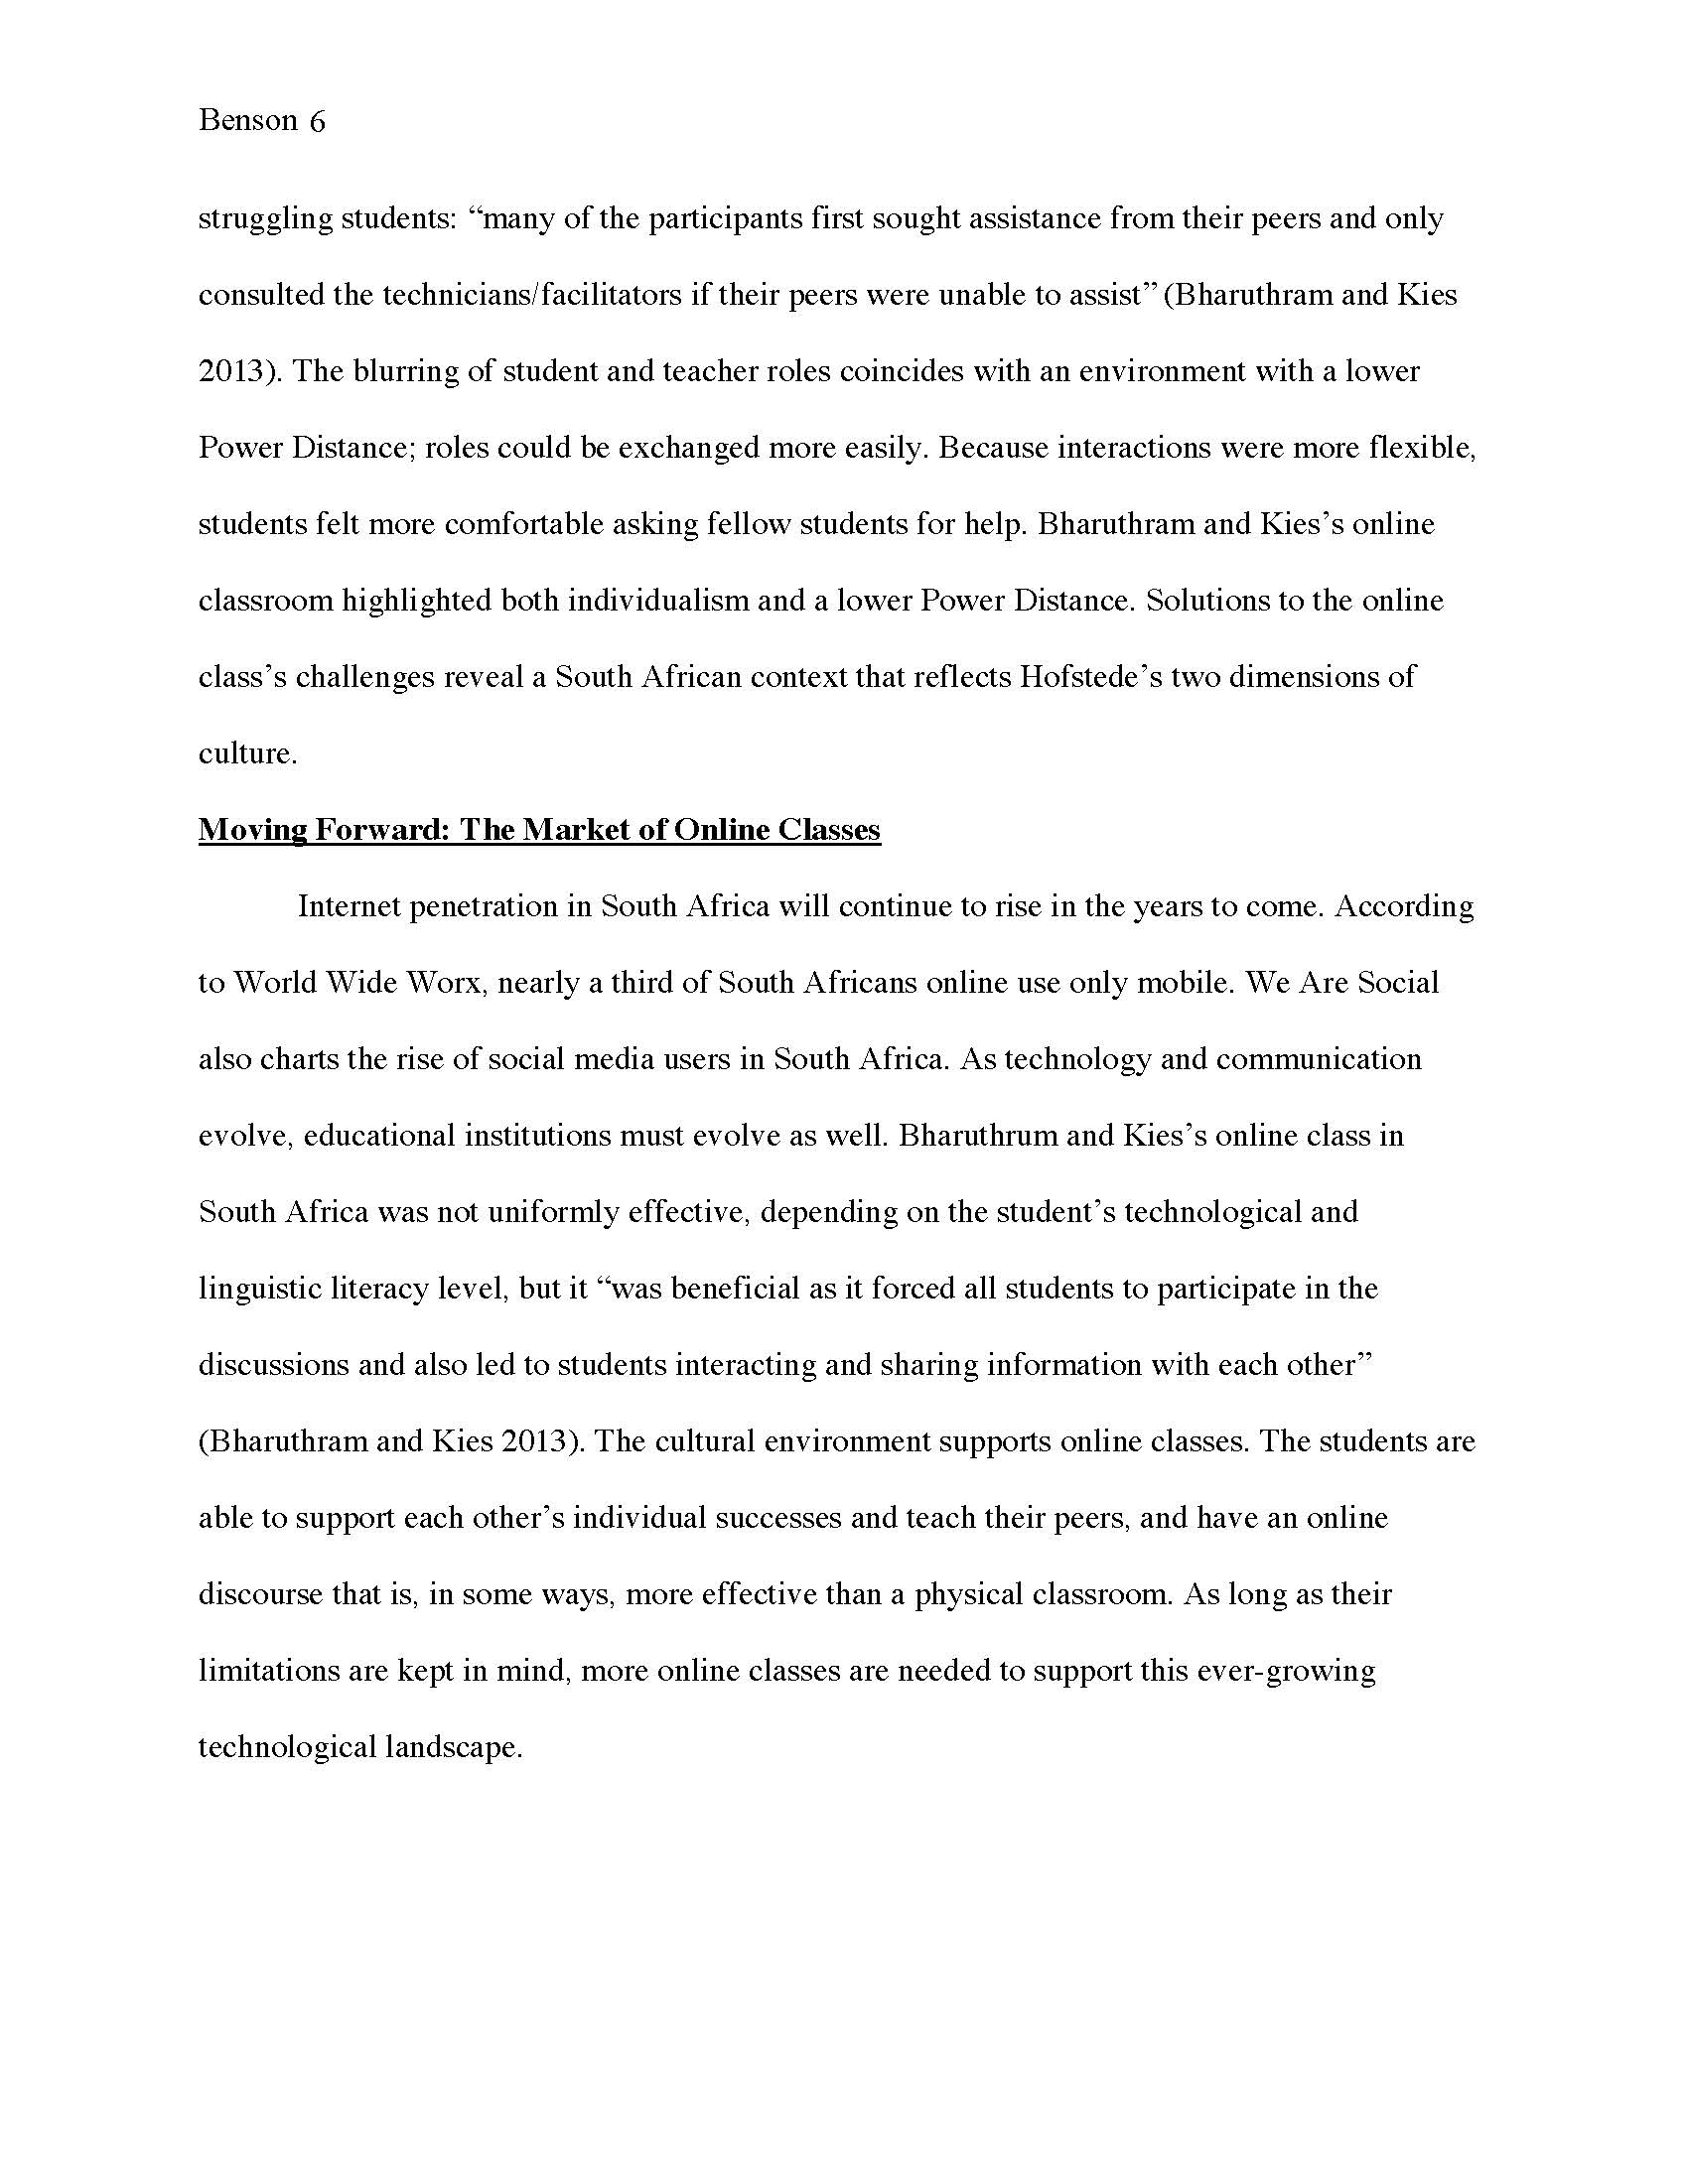 Benson 6
struggling students: “many of the participants first sought assistance from their peers and only
consulted the technicians/facilitators if their peers were unable to assist” (Bharuthram and Kies
2013). The blurring of student and teacher roles coincides with an environment with a lower
Power Distance; roles could be exchanged more easily. Because interactions were more flexible,
students felt more comfortable asking fellow students for help. Bharuthram and Kies’s online
classroom highlighted both individualism and a lower Power Distance. Solutions to the online
class’s challenges reveal a South African context that reflects Hofstede’s two dimensions of
culture.
Moving Forward: The Market of Online Classes
Internet penetration in South Africa will continue to rise in the years to come. According
to World Wide Worx, nearly a third of South Africans online use only mobile. We Are Social
also charts the rise of social media users in South Africa. As technology and communication
evolve, educational institutions must evolve as well. Bharuthrum and Kies’s online class in
South Africa was not uniformly effective, depending on the student’s technological and
linguistic literacy level, but it “was beneficial as it forced all students to participate in the
discussions and also led to students interacting and sharing information with each other”
(Bharuthram and Kies 2013). The cultural environment supports online classes. The students are
able to support each other’s individual successes and teach their peers, and have an online
discourse that is, in some ways, more effective than a physical classroom. As long as their
limitations are kept in mind, more online classes are needed to support this ever-growing
technological landscape.